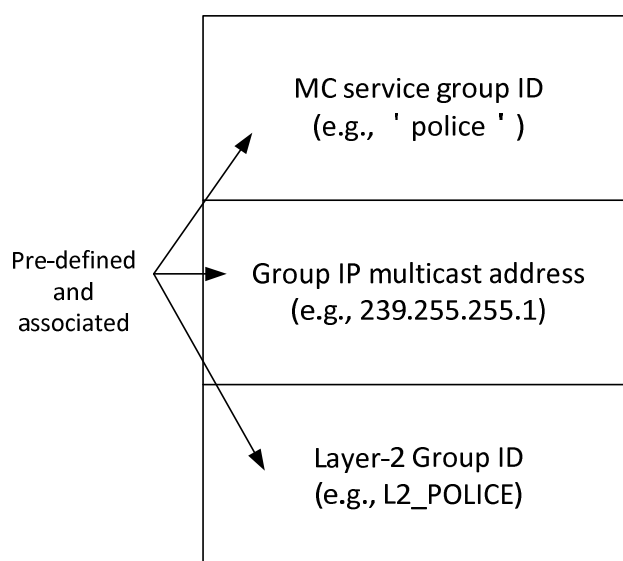 MC service group ID
(e.g., ＇police＇)
Pre-defined
and
associated
Group IP multicast address
(e.g., 239.255.255.1)
Layer-2 Group ID
(e.g., L2_POLICE)